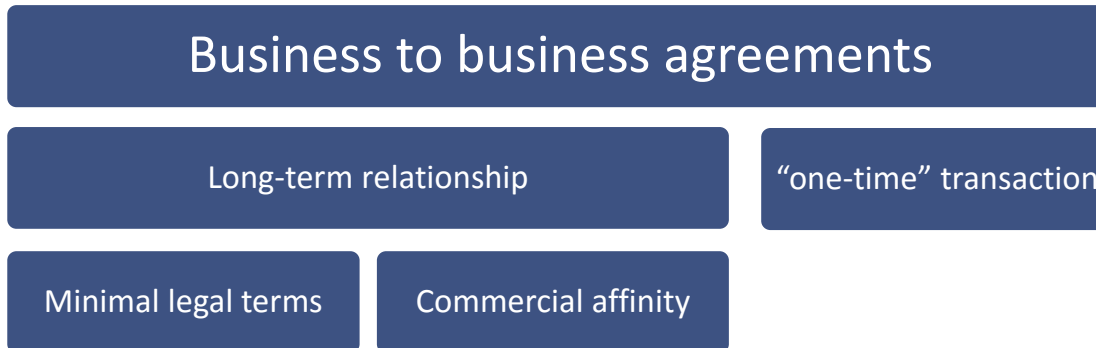 Business to business agreements
Long-term relationship
“one-time” transaction
Minimal legal terms
Commercial affinity